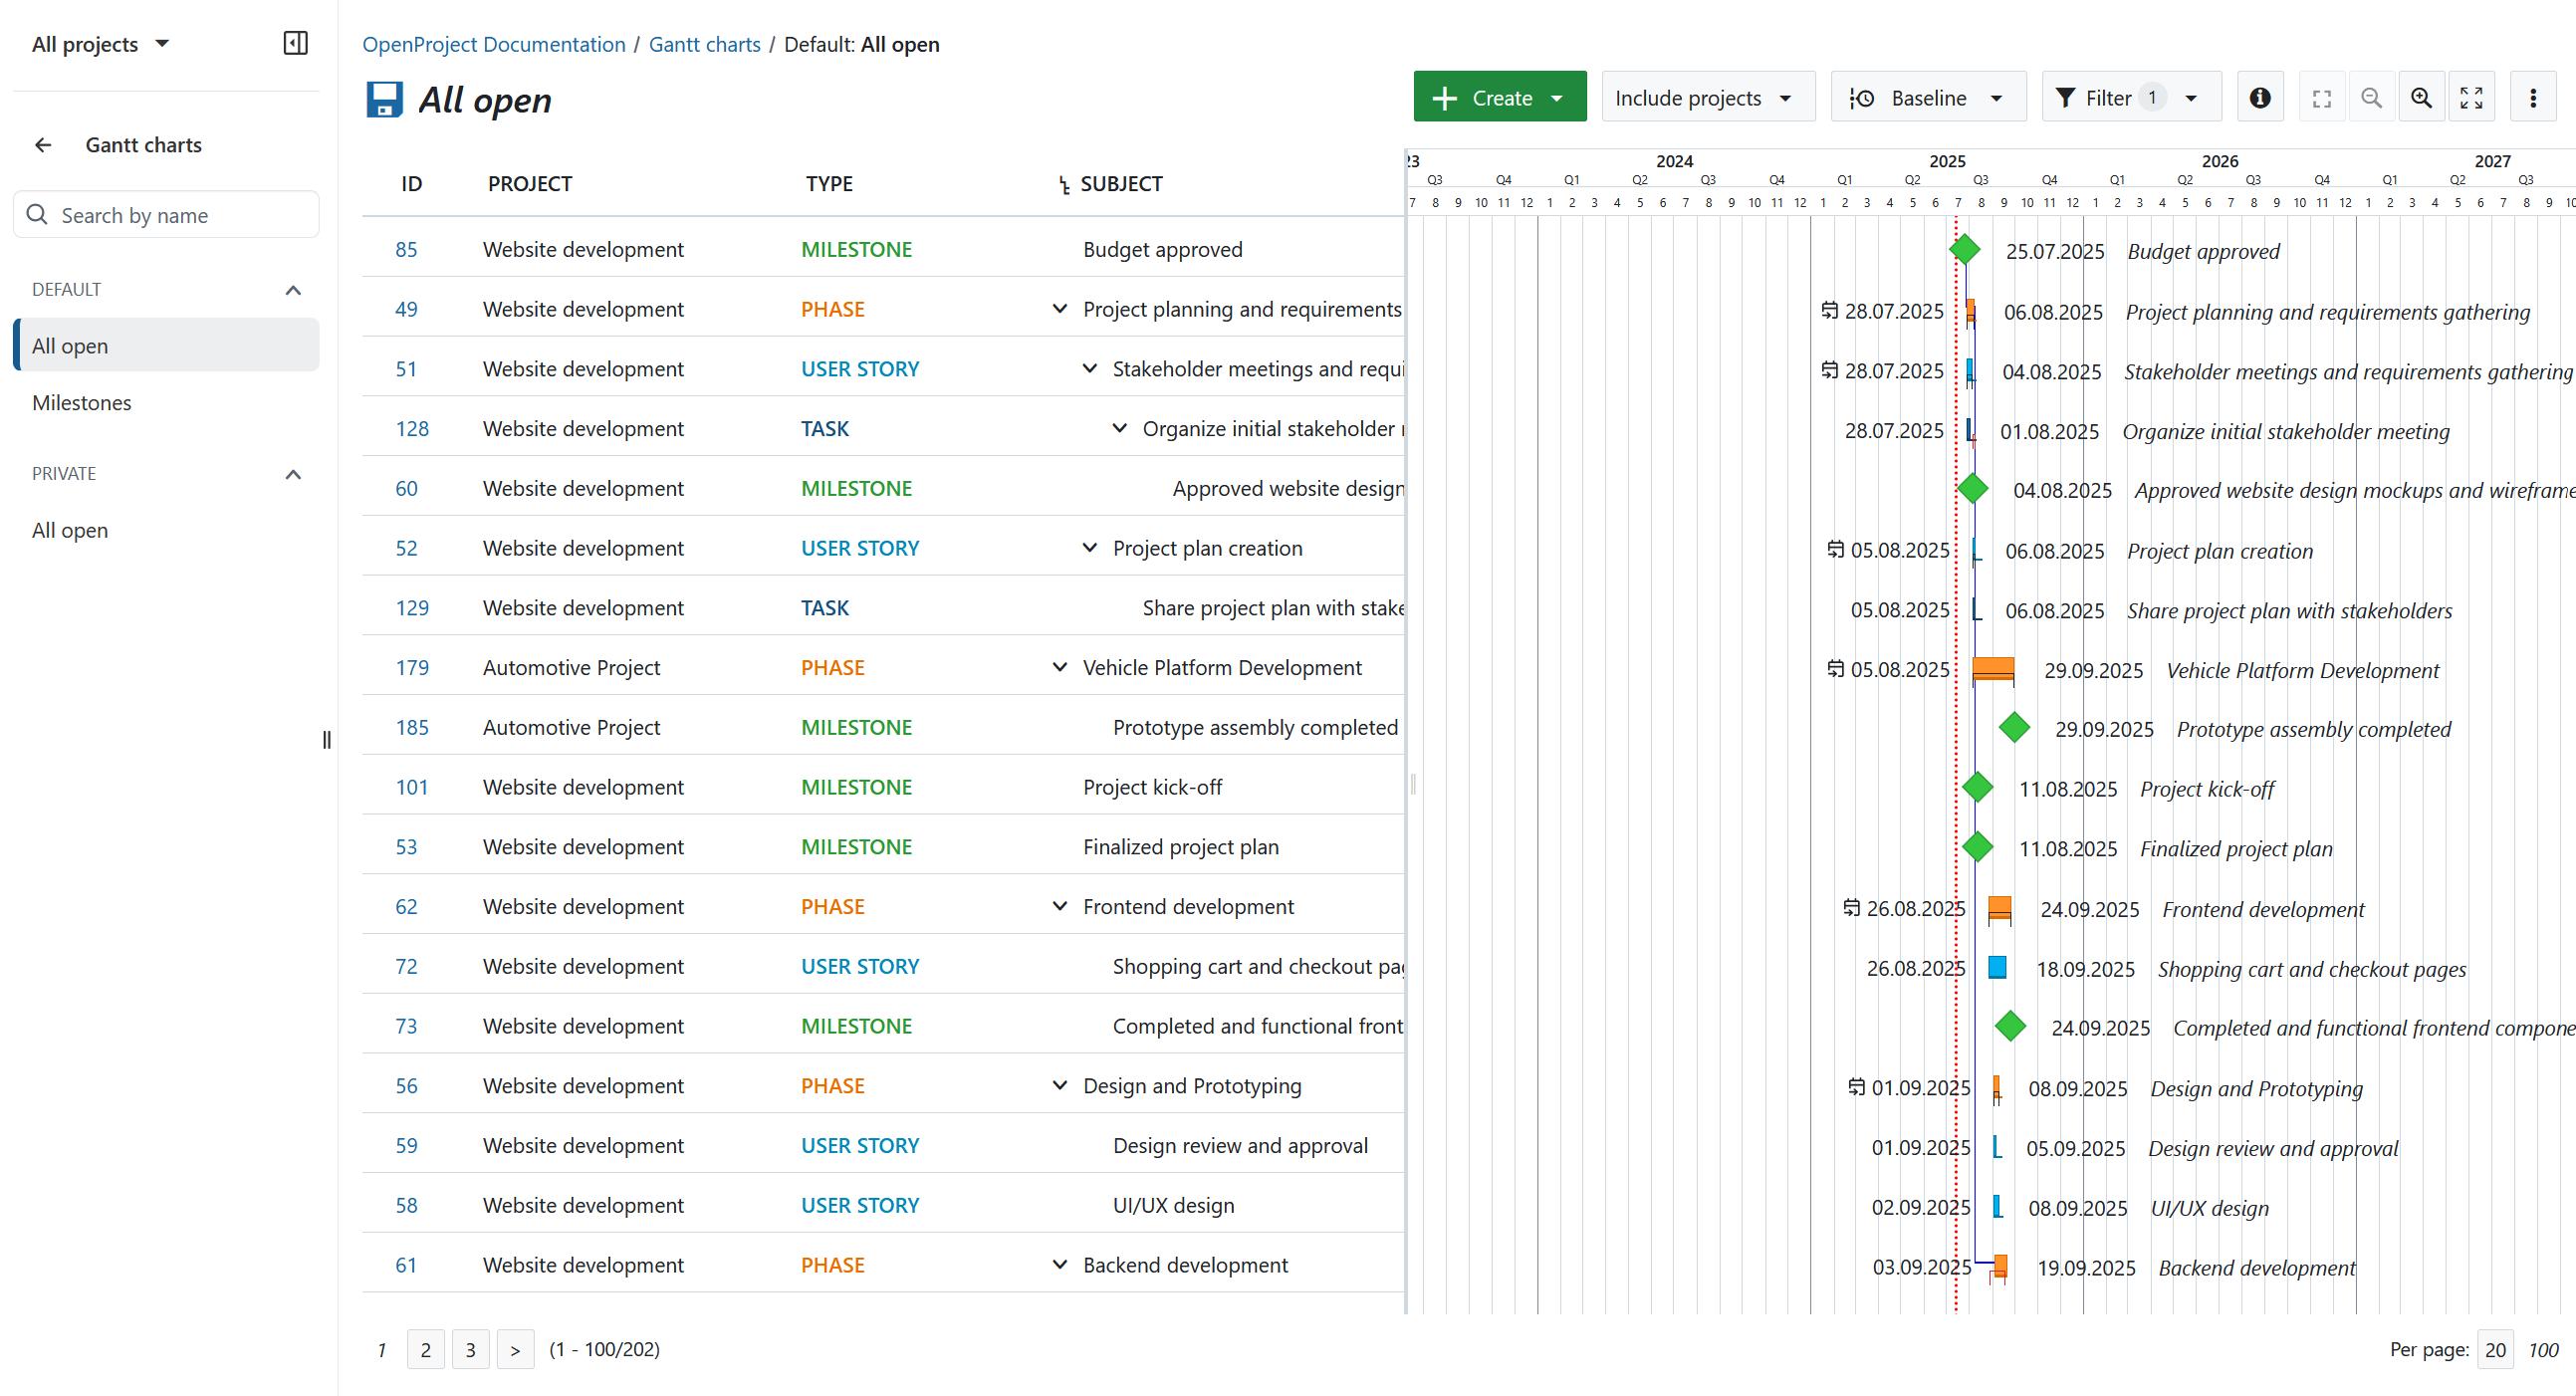 All projects
OpenProject Documentation / Gantt charts / Default: All open
All open
Create
Include projects
Baseline
Filter 1
Gantt charts
Search by name
DEFAULT
All open
Milestones
PRIVATE
All open
ID PROJECT TYPE SUBJECT
23 2024 2025 2026 2027
Q3 Q4 Q1 Q2 Q3 Q4 Q1 Q2 Q3 Q4 Q1 Q2 Q3 Q4 Q1 Q2 Q3
7 8 9 10 11 12 1 2 3 4 5 6 7 8 9 10 11 12 1 2 3 4 5 6 7 8 9 10 11 12 1 2 3 4 5 6 7 8 9 10 11 12 1 2 3 4 5 6 7 8 9 10
85 Website development MILESTONE Budget approved 25.07.2025 Budget approved
49 Website development PHASE Project planning and requirements 28.07.2025 06.08.2025 Project planning and requirements gathering
51 Website development USER STORY Stakeholder meetings and requi 28.07.2025 04.08.2025 Stakeholder meetings and requirements gathering
128 Website development TASK Organize initial stakeholder 28.07.2025 01.08.2025 Organize initial stakeholder meeting
60 Website development MILESTONE Approved website design 04.08.2025 Approved website design mockups and wireframe
52 Website development USER STORY Project plan creation 05.08.2025 06.08.2025 Project plan creation
129 Website development TASK Share project plan with stake 05.08.2025 06.08.2025 Share project plan with stakeholders
179 Automotive Project PHASE Vehicle Platform Development 05.08.2025 29.09.2025 Vehicle Platform Development
185 Automotive Project MILESTONE Prototype assembly completed 29.09.2025 Prototype assembly completed
101 Website development MILESTONE Project kick-off 11.08.2025 Project kick-off
53 Website development MILESTONE Finalized project plan 11.08.2025 Finalized project plan
62 Website development PHASE Frontend development 26.08.2025 24.09.2025 Frontend development
72 Website development USER STORY Shopping cart and checkout pag 26.08.2025 18.09.2025 Shopping cart and checkout pages
73 Website development MILESTONE Completed and functional front 24.09.2025 Completed and functional frontend compone
56 Website development PHASE Design and Prototyping 01.09.2025 08.09.2025 Design and Prototyping
59 Website development USER STORY Design review and approval 01.09.2025 05.09.2025 Design review and approval
58 Website development USER STORY UI/UX design 02.09.2025 08.09.2025 UI/UX design
61 Website development PHASE Backend development 03.09.2025 19.09.2025 Backend development
1 2 3 > (1 - 100/202)
Per page: 20 100